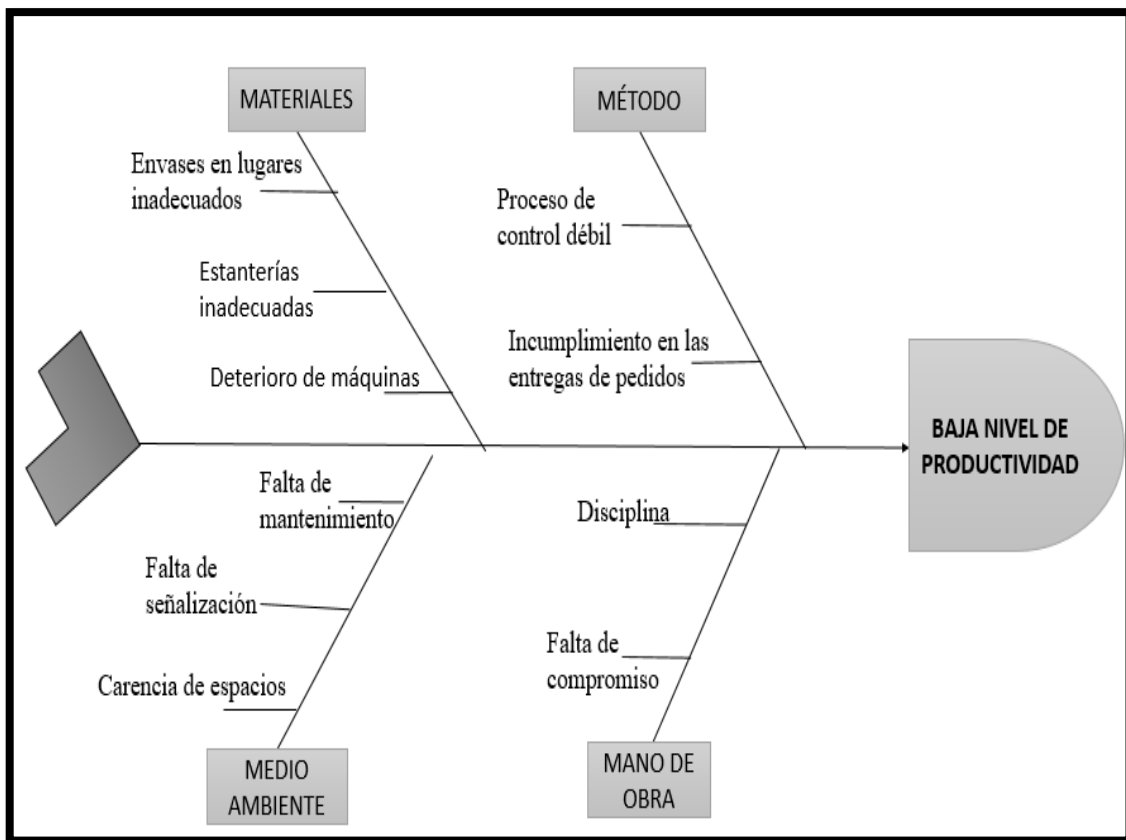 MATERIALES
Envases en lugares
inadecuados
Estanterías
inadecuadas
Deterioro de máquinas
MÉTODO
Proceso de
control débil
Incumplimiento en las
entregas de pedidos
BAJA NIVEL DE
PRODUCTIVIDAD
Falta de
mantenimiento
Falta de
señalización
Carencia de espacios
MEDIO
AMBIENTE
Disciplina
Falta de
compromiso
MANO DE
OBRA